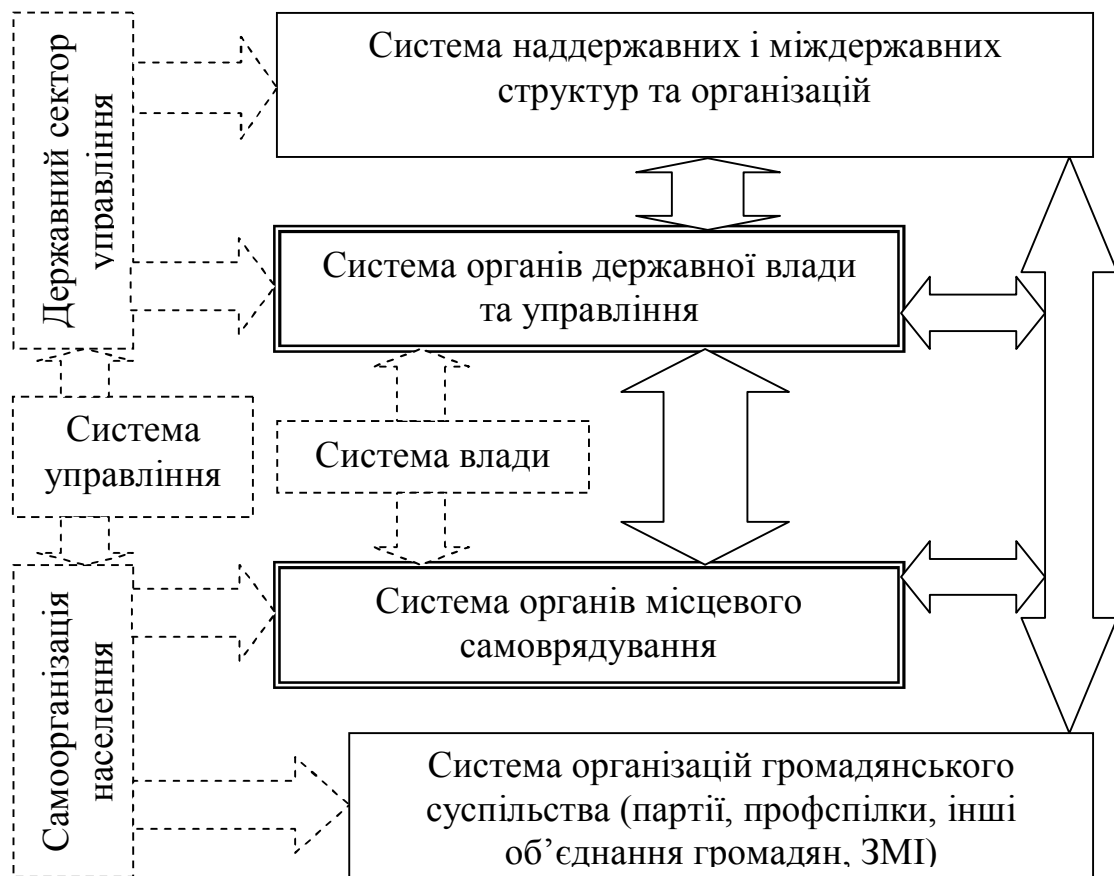 Державний сектор
управління
Система наддержавних і міждержавних
структур та організацій
Система органів державної влади
та управління
Система
управління
Система влади
Самоорганізація
населення
Система органів місцевого
самоврядування
Система організацій громадянського
суспільства (партії, профспілки, інші
об’єднання громадян, ЗМІ)